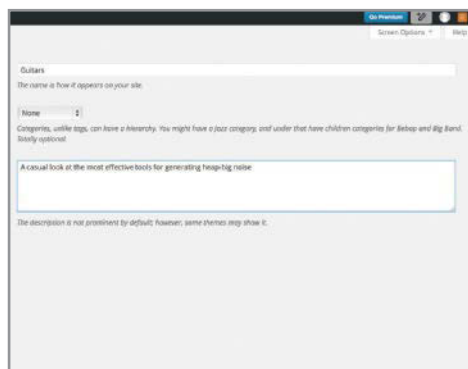 Go Premium
Screen Options Help
Guitars
The name is how it appears on your site.
None
Categories, unlike tags, can have a hierarchy. You might have a Jazz category, and under that have children categories for Bebop and Big Band.
Totally optional.
A casual look at the most effective tools for generating heap-big noise
The description is not prominent by default; however, some themes may show it.